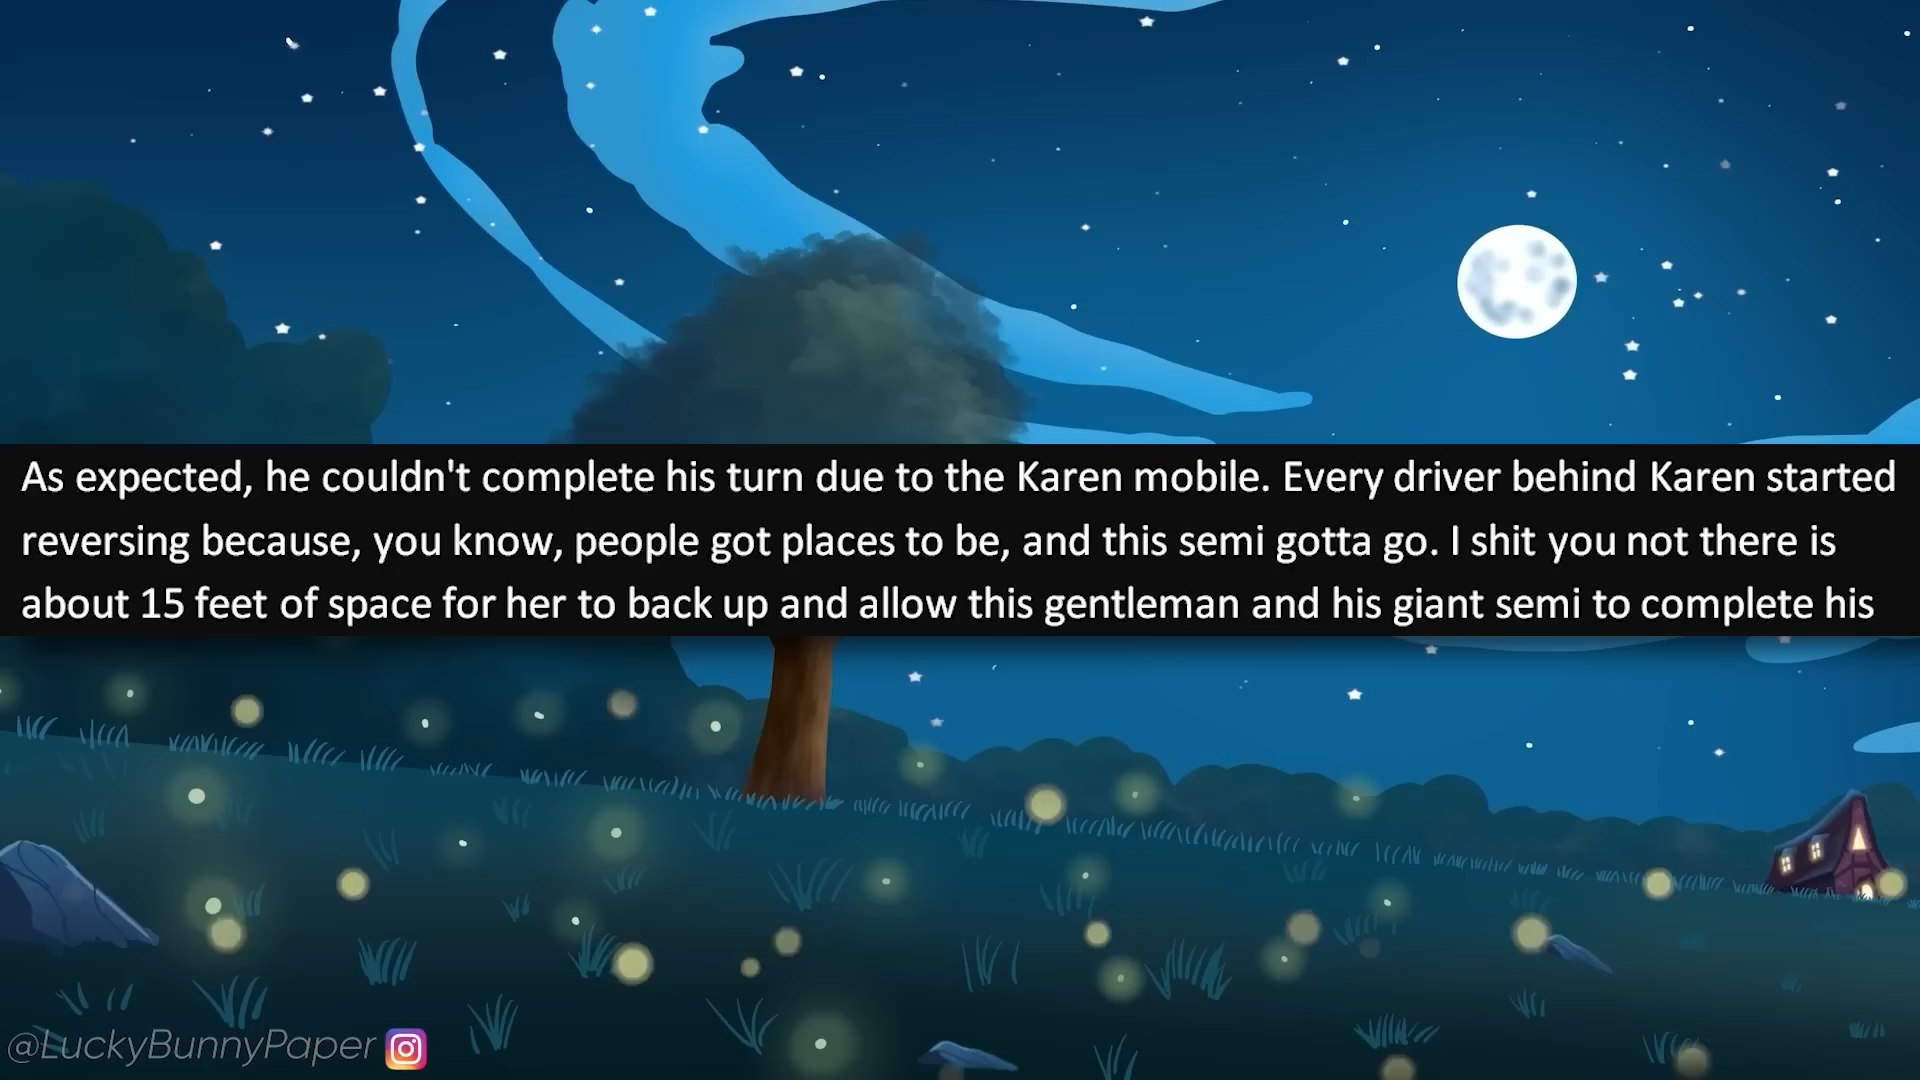 As expected, he couldn't complete his turn due to the Karen mobile. Every driver behind Karen started
reversing because, you know, people got places to be, and this semi gotta go. I shit you not there is
about 15 feet of space for her to back up and allow this gentleman and his giant semi to complete his
@LuckyBunnyPaper